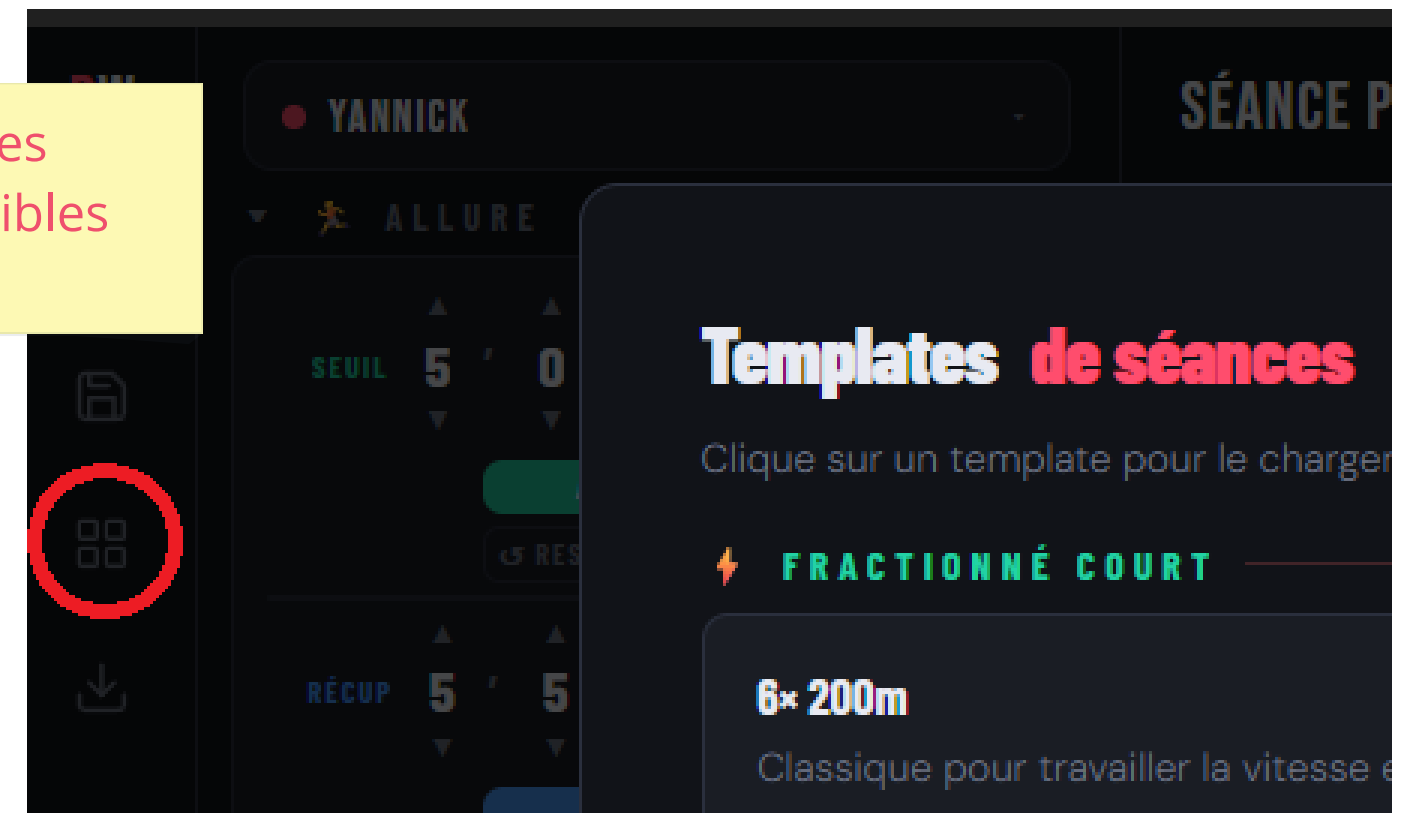 YANNICK
SÉANCE P
es
ibles
ALLURE
Templates de séances
SEUIL 5 ' 0
Clique sur un template pour le charger
RES
FRACTIONNÉ COURT
RÉCUP 5 ' 5
6× 200m
Classique pour travailler la vitesse e